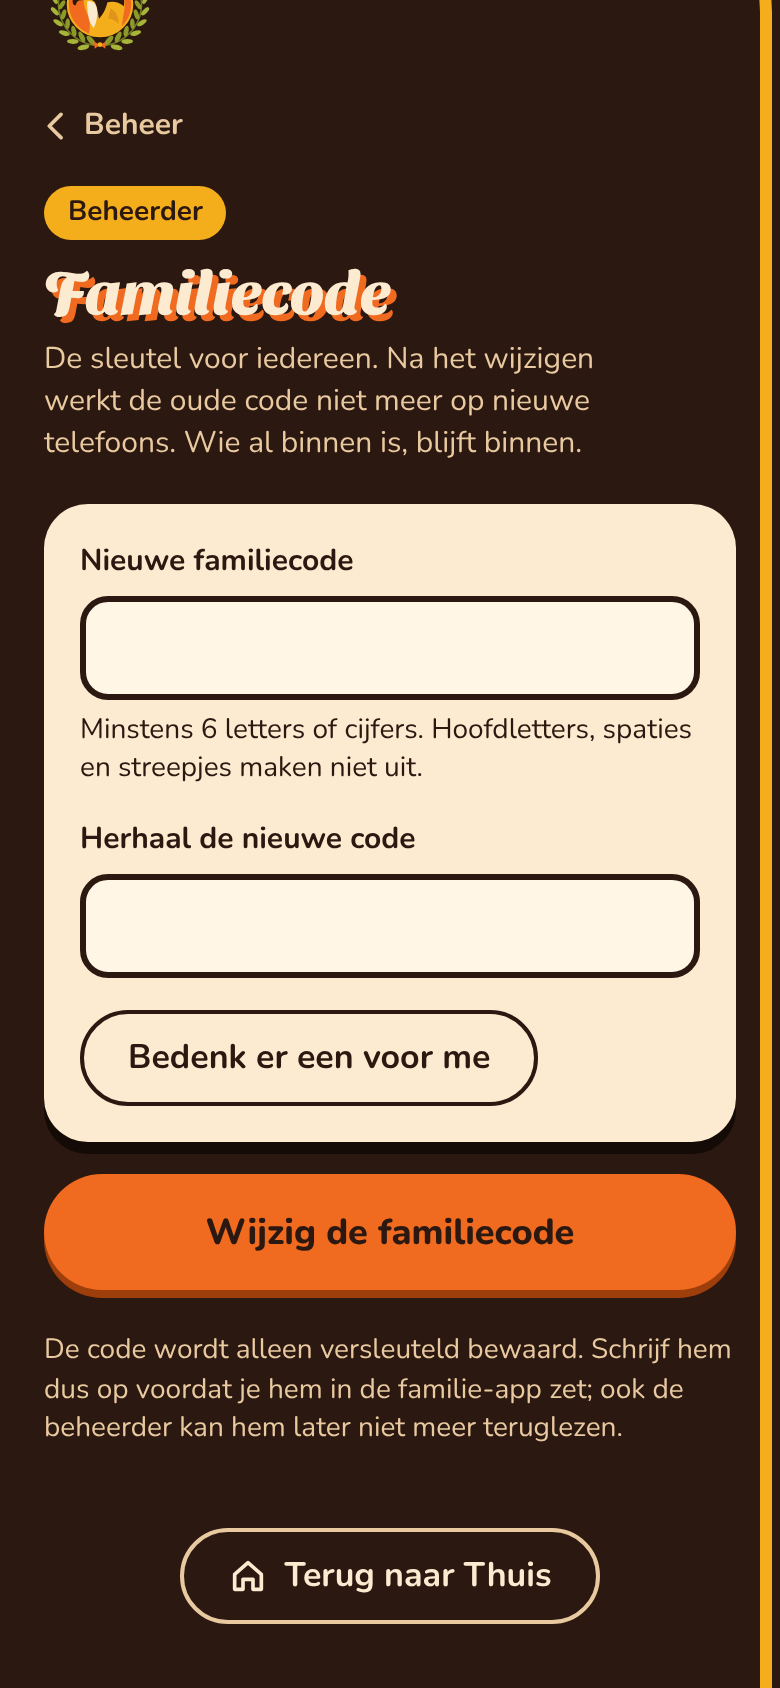 Beheer
Beheerder
Familiecode
De sleutel voor iedereen. Na het wijzigen
werkt de oude code niet meer op nieuwe
telefoons. Wie al binnen is, blijft binnen.
Nieuwe familiecode
Minstens 6 letters of cijfers. Hoofdletters, spaties
en streepjes maken niet uit.
Herhaal de nieuwe code
Bedenk er een voor me
Wijzig de familiecode
De code wordt alleen versleuteld bewaard. Schrijf hem
dus op voordat je hem in de familie-app zet; ook de
beheerder kan hem later niet meer teruglezen.
Terug naar Thuis